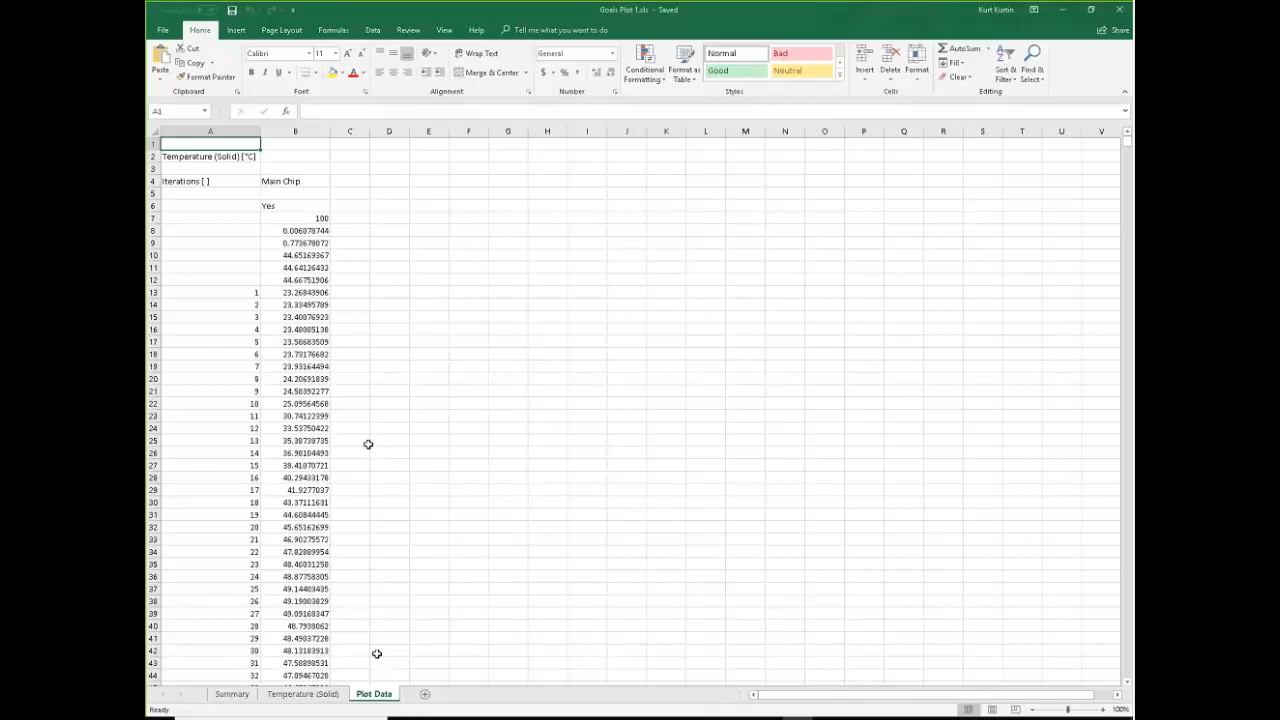 Goals Plot 1.xls - Saved
Kurt Kurtin
File Home Insert Page Layout Formulas Data Review View Help Tell me what you want to do Share
Paste Cut Copy Format Painter Clipboard
Calibri 11 Font
Wrap Text Merge & Center Alignment
General $ % Number
Conditional Formatting Format as Table Normal Bad Good Neutral Styles
Insert Delete Format Cells
AutoSum Fill Clear Sort & Filter Find & Select Editing
A1 fx
A B C D E F G H I J K L M N O P Q R S T U V
1
2 Temperature (Solid) [°C]
3
4 Iterations [ ] Main Chip
5
6 Yes
7 100
8 0.006078744
9 0.773678072
10 44.65169367
11 44.64126432
12 44.66751906
13 1 23.26843906
14 2 23.33495789
15 3 23.40076923
16 4 23.48085138
17 5 23.58683509
18 6 23.73176682
19 7 23.93164494
20 8 24.20691839
21 9 24.58392277
22 10 25.09564568
23 11 30.74122399
24 12 33.53750422
25 13 35.38738735
26 14 36.98104493
27 15 38.41070721
28 16 40.29433178
29 17 41.9277037
30 18 43.37111631
31 19 44.60844445
32 20 45.65162699
33 21 46.90275572
34 22 47.82889954
35 23 48.46031258
36 24 48.87758305
37 25 49.14403435
38 26 49.19003829
39 27 49.09168347
40 28 48.7938062
41 29 48.49037228
42 30 48.13183913
43 31 47.58898531
44 32 47.09467028
Summary Temperature (Solid) Plot Data
Ready 100%